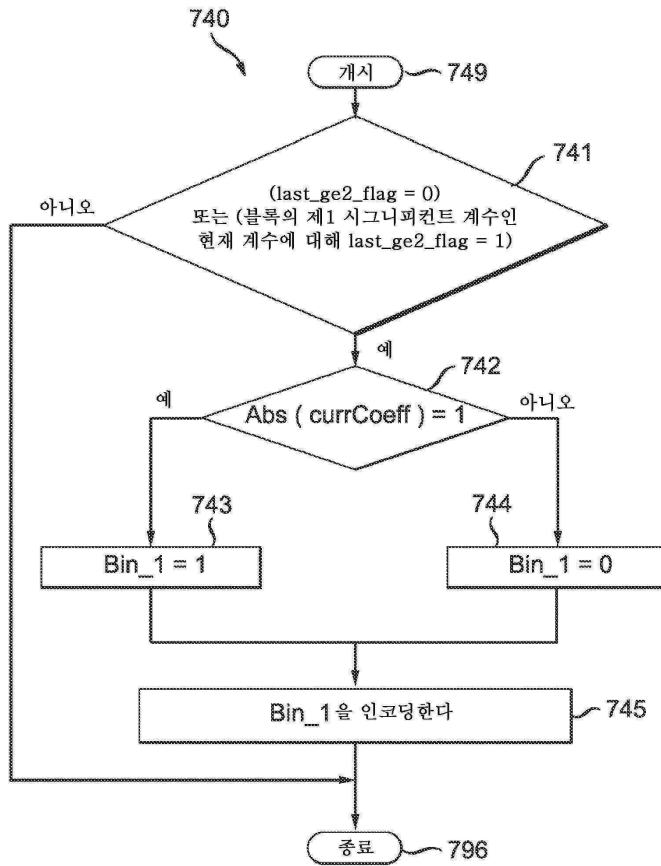 740
개시
749
741
아니오
(last_ge2_flag = 0)
또는 (블록의 제1 시그니피컨트 계수인
현재 계수에 대해 last_ge2_flag = 1)
예
742
예
Abs ( currCoeff ) = 1
아니오
743
744
Bin_1 = 1
Bin_1 = 0
Bin_1을 인코딩한다
745
종료
796